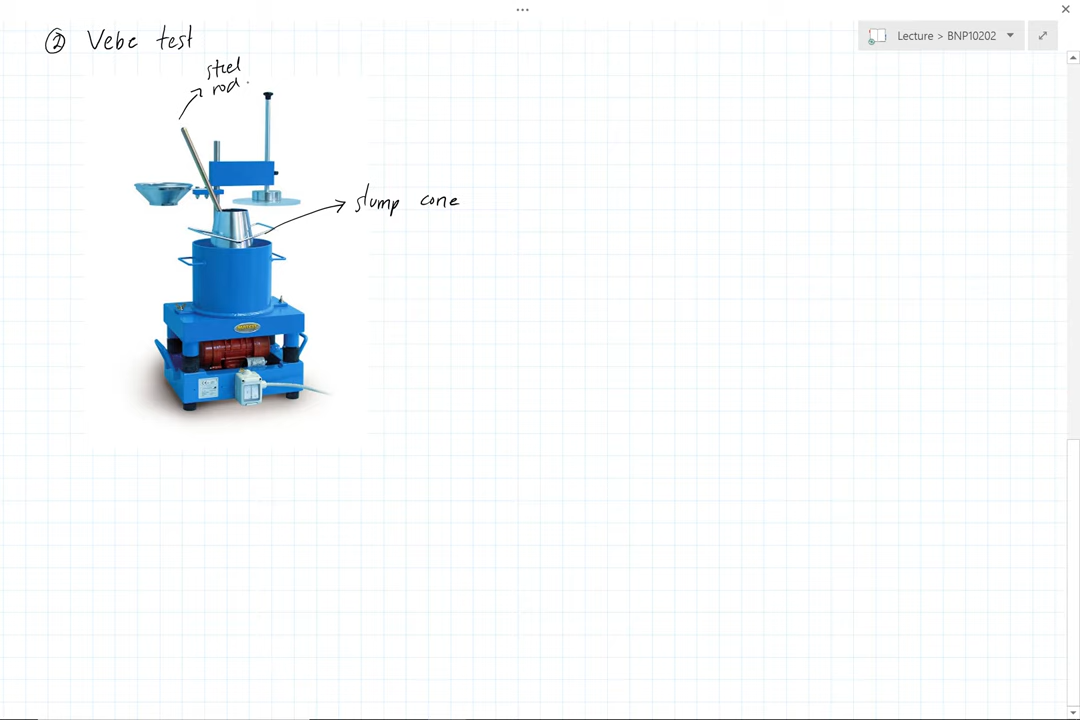 ② Vebe test
Lecture > BNP10202
steel
rod.
slump cone